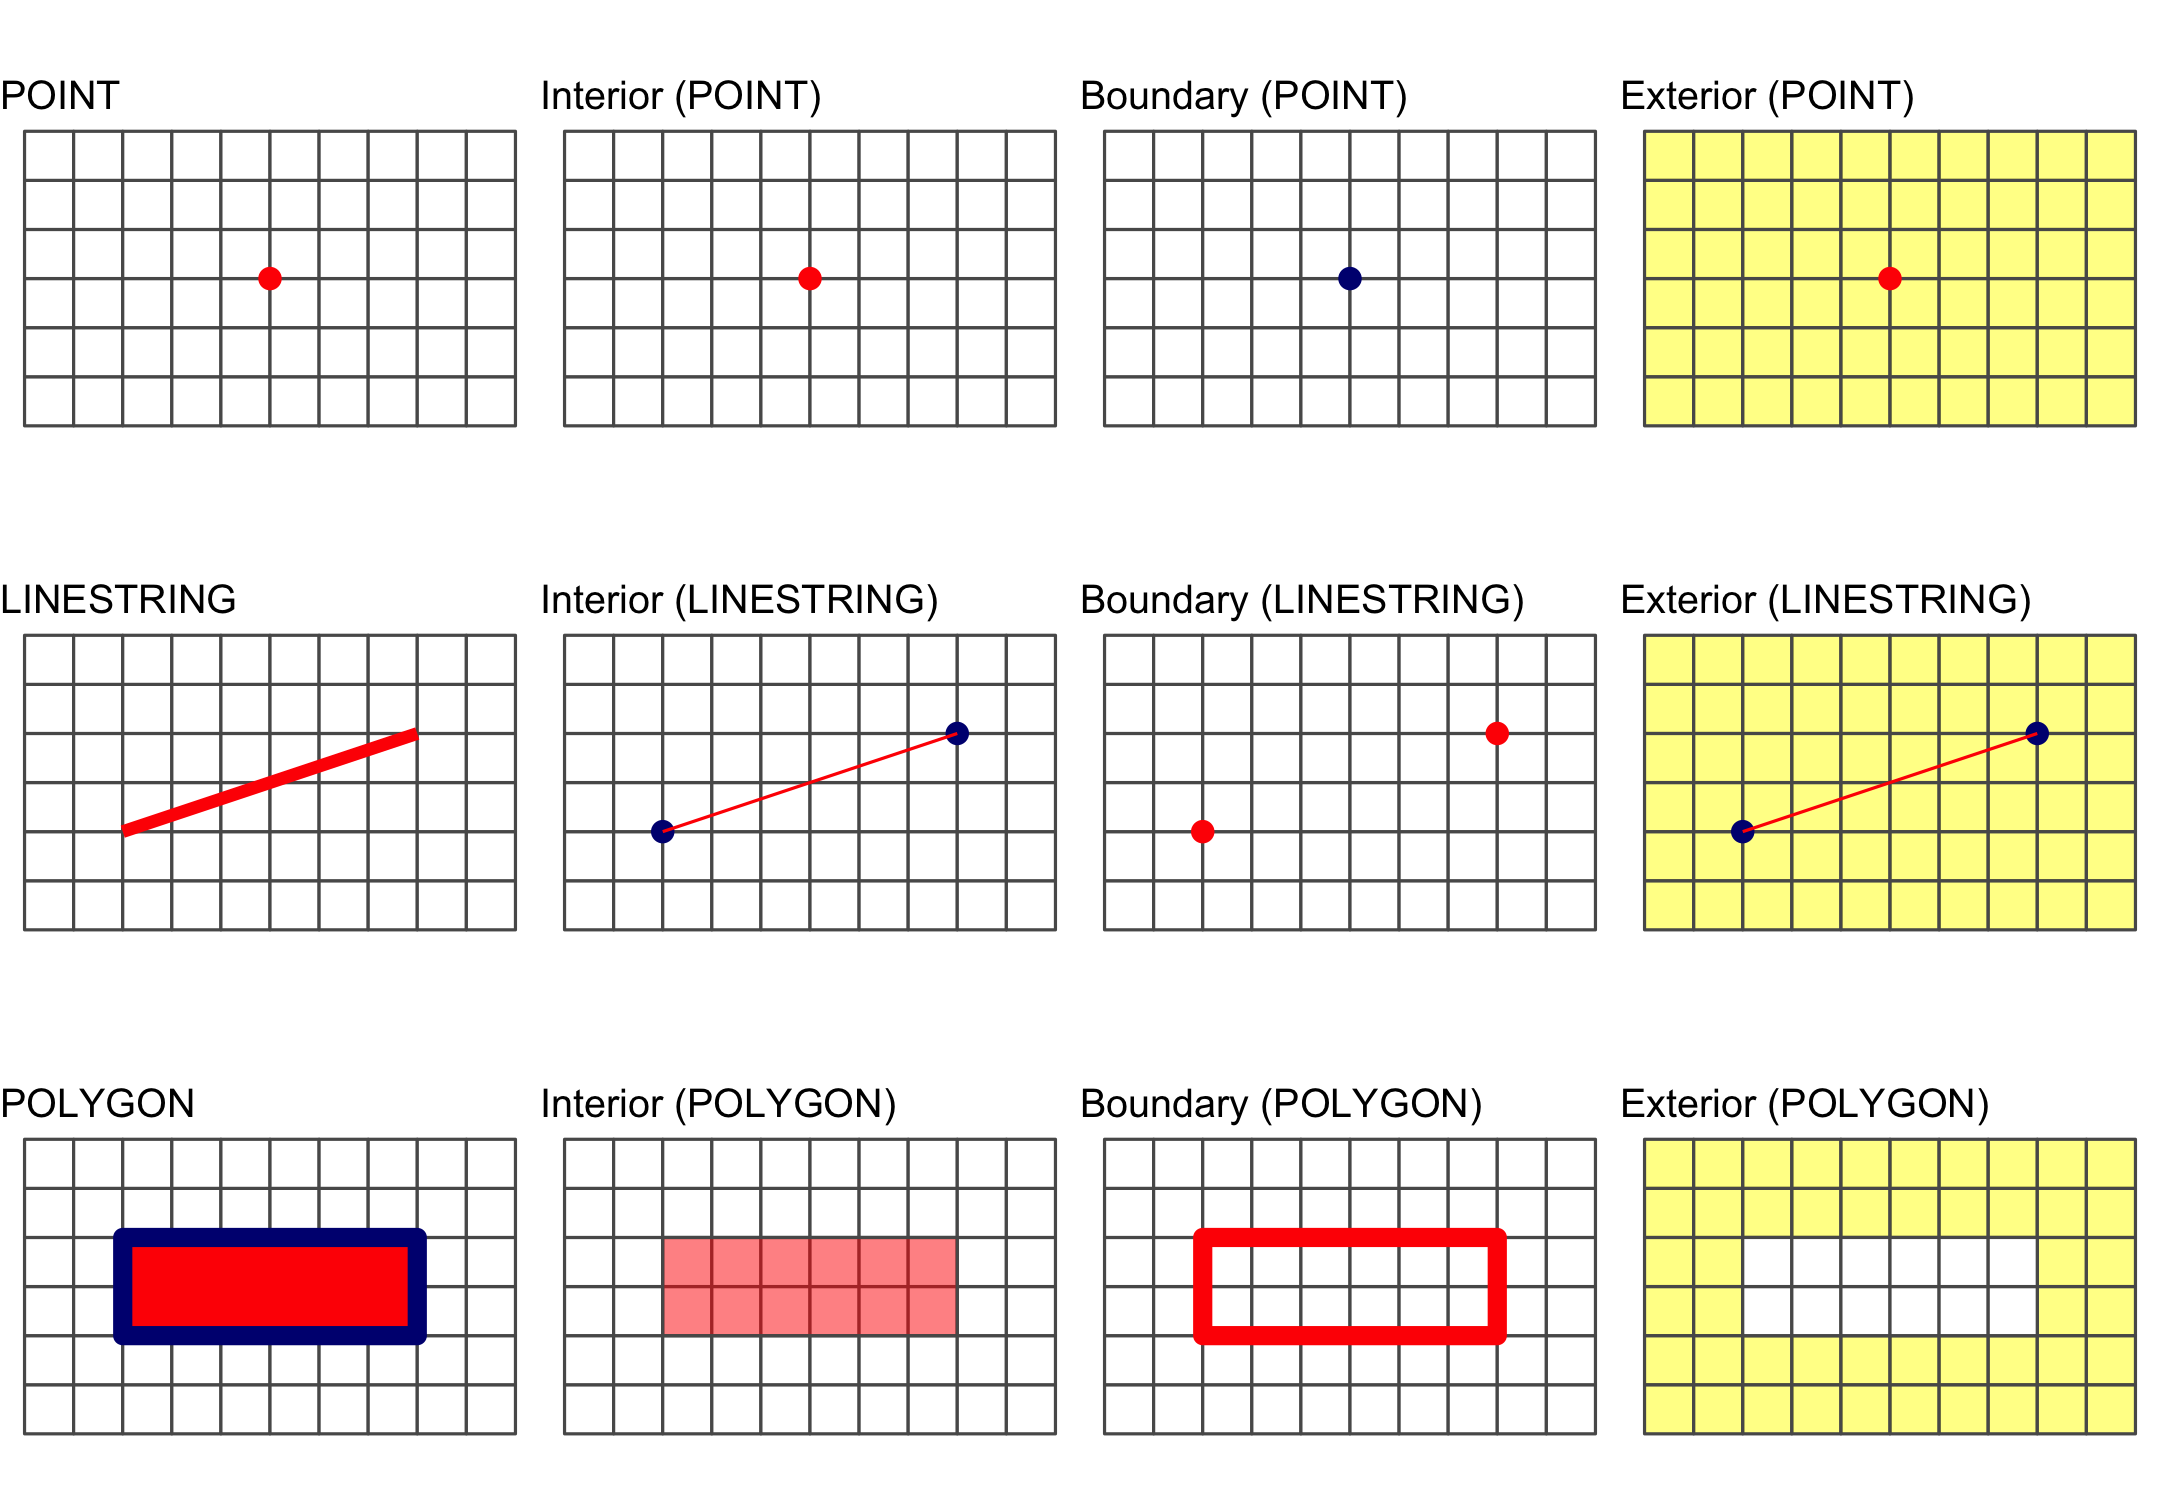 POINT
Interior (POINT)
Boundary (POINT)
Exterior (POINT)
LINESTRING
Interior (LINESTRING)
Boundary (LINESTRING)
Exterior (LINESTRING)
POLYGON
Interior (POLYGON)
Boundary (POLYGON)
Exterior (POLYGON)